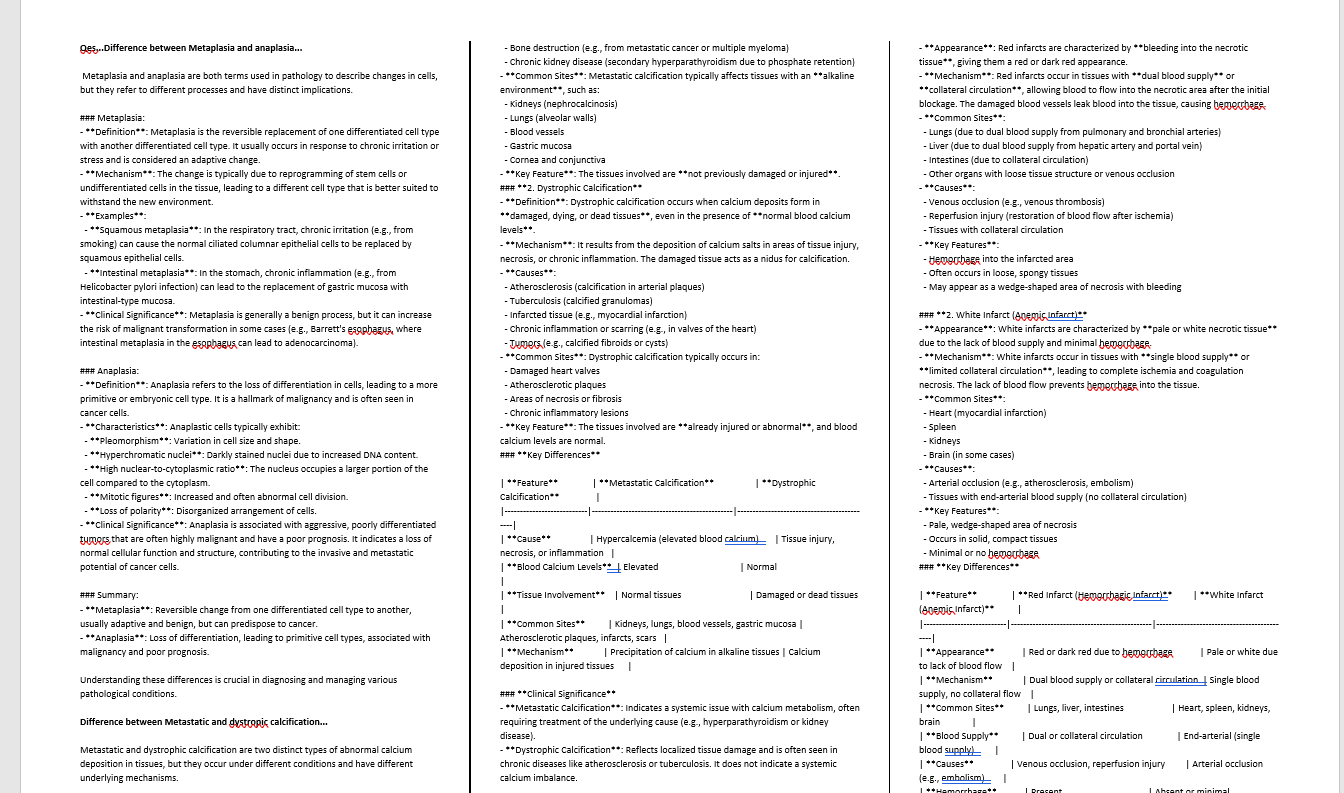 Qes...Difference between Metaplasia and anaplasia...
Metaplasia and anaplasia are both terms used in pathology to describe changes in cells,
but they refer to different processes and have distinct implications.
### Metaplasia:
- **Definition**: Metaplasia is the reversible replacement of one differentiated cell type
with another differentiated cell type. It usually occurs in response to chronic irritation or
stress and is considered an adaptive change.
- **Mechanism**: The change is typically due to reprogramming of stem cells or
undifferentiated cells in the tissue, leading to a different cell type that is better suited to
withstand the new environment.
- **Examples**:
- **Squamous metaplasia**: In the respiratory tract, chronic irritation (e.g., from
smoking) can cause the normal ciliated columnar epithelial cells to be replaced by
squamous epithelial cells.
- **Intestinal metaplasia**: In the stomach, chronic inflammation (e.g., from
Helicobacter pylori infection) can lead to the replacement of gastric mucosa with
intestinal-type mucosa.
- **Clinical Significance**: Metaplasia is generally a benign process, but it can increase
the risk of malignant transformation in some cases (e.g., Barrett's esophagus, where
intestinal metaplasia in the esophagus can lead to adenocarcinoma).
### Anaplasia:
- **Definition**: Anaplasia refers to the loss of differentiation in cells, leading to a more
primitive or embryonic cell type. It is a hallmark of malignancy and is often seen in
cancer cells.
- **Characteristics**: Anaplastic cells typically exhibit:
- **Pleomorphism**: Variation in cell size and shape.
- **Hyperchromatic nuclei**: Darkly stained nuclei due to increased DNA content.
- **High nuclear-to-cytoplasmic ratio**: The nucleus occupies a larger portion of the
cell compared to the cytoplasm.
- **Mitotic figures**: Increased and often abnormal cell division.
- **Loss of polarity**: Disorganized arrangement of cells.
- **Clinical Significance**: Anaplasia is associated with aggressive, poorly differentiated
tumors that are often highly malignant and have a poor prognosis. It indicates a loss of
normal cellular function and structure, contributing to the invasive and metastatic
potential of cancer cells.
### Summary:
- **Metaplasia**: Reversible change from one differentiated cell type to another,
usually adaptive and benign, but can predispose to cancer.
- **Anaplasia**: Loss of differentiation, leading to primitive cell types, associated with
malignancy and poor prognosis.
Understanding these differences is crucial in diagnosing and managing various
pathological conditions.
Difference between Metastatic and dystropic calcification...
Metastatic and dystrophic calcification are two distinct types of abnormal calcium
deposition in tissues, but they occur under different conditions and have different
underlying mechanisms.
- Bone destruction (e.g., from metastatic cancer or multiple myeloma)
- Chronic kidney disease (secondary hyperparathyroidism due to phosphate retention)
- **Common Sites**: Metastatic calcification typically affects tissues with an **alkaline
environment**, such as:
- Kidneys (nephrocalcinosis)
- Lungs (alveolar walls)
- Blood vessels
- Gastric mucosa
- Cornea and conjunctiva
- **Key Feature**: The tissues involved are **not previously damaged or injured**.
### **2. Dystrophic Calcification**
- **Definition**: Dystrophic calcification occurs when calcium deposits form in
**damaged, dying, or dead tissues**, even in the presence of **normal blood calcium
levels**.
- **Mechanism**: It results from the deposition of calcium salts in areas of tissue injury,
necrosis, or chronic inflammation. The damaged tissue acts as a nidus for calcification.
- **Causes**:
- Atherosclerosis (calcification in arterial plaques)
- Tuberculosis (calcified granulomas)
- Infarcted tissue (e.g., myocardial infarction)
- Chronic inflammation or scarring (e.g., in valves of the heart)
- Tumors (e.g., calcified fibroids or cysts)
- **Common Sites**: Dystrophic calcification typically occurs in:
- Damaged heart valves
- Atherosclerotic plaques
- Areas of necrosis or fibrosis
- Chronic inflammatory lesions
- **Key Feature**: The tissues involved are **already injured or abnormal**, and blood
calcium levels are normal.
### **Key Differences**
| **Feature** | **Metastatic Calcification** | **Dystrophic
Calcification** |
|--------------------------|--------------------------------------------|--------------------------------------
----|
| **Cause** | Hypercalcemia (elevated blood calcium) | Tissue injury,
necrosis, or inflammation |
| **Blood Calcium Levels** | Elevated | Normal
|
| **Tissue Involvement** | Normal tissues | Damaged or dead tissues
|
| **Common Sites** | Kidneys, lungs, blood vessels, gastric mucosa |
Atherosclerotic plaques, infarcts, scars |
| **Mechanism** | Precipitation of calcium in alkaline tissues | Calcium
deposition in injured tissues |
### **Clinical Significance**
- **Metastatic Calcification**: Indicates a systemic issue with calcium metabolism, often
requiring treatment of the underlying cause (e.g., hyperparathyroidism or kidney
disease).
- **Dystrophic Calcification**: Reflects localized tissue damage and is often seen in
chronic diseases like atherosclerosis or tuberculosis. It does not indicate a systemic
calcium imbalance.
- **Appearance**: Red infarcts are characterized by **bleeding into the necrotic
tissue**, giving them a red or dark red appearance.
- **Mechanism**: Red infarcts occur in tissues with **dual blood supply** or
**collateral circulation**, allowing blood to flow into the necrotic area after the initial
blockage. The damaged blood vessels leak blood into the tissue, causing hemorrhage.
- **Common Sites**:
- Lungs (due to dual blood supply from pulmonary and bronchial arteries)
- Liver (due to dual blood supply from hepatic artery and portal vein)
- Intestines (due to collateral circulation)
- Other organs with loose tissue structure or venous occlusion
- **Causes**:
- Venous occlusion (e.g., venous thrombosis)
- Reperfusion injury (restoration of blood flow after ischemia)
- Tissues with collateral circulation
- **Key Features**:
- Hemorrhage into the infarcted area
- Often occurs in loose, spongy tissues
- May appear as a wedge-shaped area of necrosis with bleeding
### **2. White Infarct (Anemic Infarct)**
- **Appearance**: White infarcts are characterized by **pale or white necrotic tissue**
due to the lack of blood supply and minimal hemorrhage.
- **Mechanism**: White infarcts occur in tissues with **single blood supply** or
**limited collateral circulation**, leading to complete ischemia and coagulation
necrosis. The lack of blood flow prevents hemorrhage into the tissue.
- **Common Sites**:
- Heart (myocardial infarction)
- Spleen
- Kidneys
- Brain (in some cases)
- **Causes**:
- Arterial occlusion (e.g., atherosclerosis, embolism)
- Tissues with end-arterial blood supply (no collateral circulation)
- **Key Features**:
- Pale, wedge-shaped area of necrosis
- Occurs in solid, compact tissues
- Minimal or no hemorrhage
### **Key Differences**
| **Feature** | **Red Infarct (Hemorrhagic Infarct)** | **White Infarct
(Anemic Infarct)** |
|--------------------------|--------------------------------------------|--------------------------------------
----|
| **Appearance** | Red or dark red due to hemorrhage | Pale or white due
to lack of blood flow |
| **Mechanism** | Dual blood supply or collateral circulation | Single blood
supply, no collateral flow |
| **Common Sites** | Lungs, liver, intestines | Heart, spleen, kidneys,
brain |
| **Blood Supply** | Dual or collateral circulation | End-arterial (single
blood supply) |
| **Causes** | Venous occlusion, reperfusion injury | Arterial occlusion
(e.g., embolism) |
| **Hemorrhage** | Present | Absent or minimal